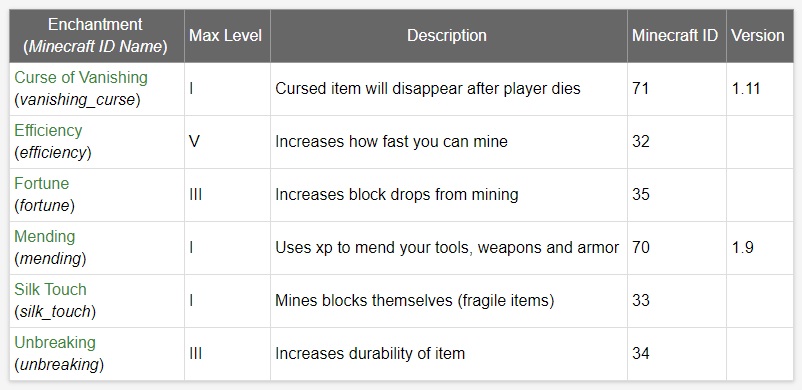 Enchantment
(Minecraft ID Name) Max Level Description Minecraft ID Version
Curse of Vanishing
(vanishing_curse) I Cursed item will disappear after player dies 71 1.11
Efficiency
(efficiency) V Increases how fast you can mine 32
Fortune
(fortune) III Increases block drops from mining 35
Mending
(mending) I Uses xp to mend your tools, weapons and armor 70 1.9
Silk Touch
(silk_touch) I Mines blocks themselves (fragile items) 33
Unbreaking
(unbreaking) III Increases durability of item 34